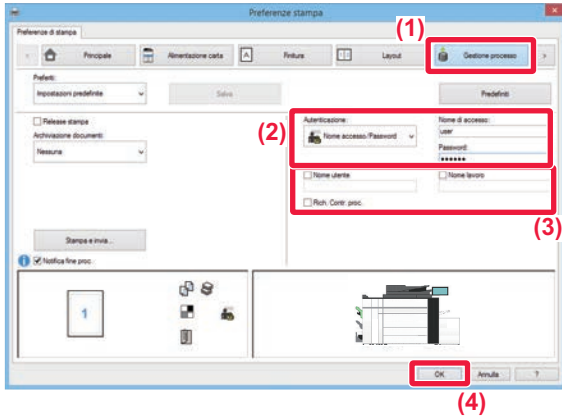 Preferenze stampa
Preferenze di stampa
(1)
Principale
Alimentazione carta
Finiture
Layout
Gestione processo
Preferiti:
Impostazioni predefinite
Salva
Predefiniti
Release stampa
Archiviazione documenti:
Nessuna
(2)
Autenticazione:
Nome accesso/Password
Nome di accesso:
user
Password:
••••••
Nome utente
Nome lavoro
Rich. Contr. proc.
(3)
Stampa e invia...
Notifica fine proc.
1
OK
Annulla
?
(4)